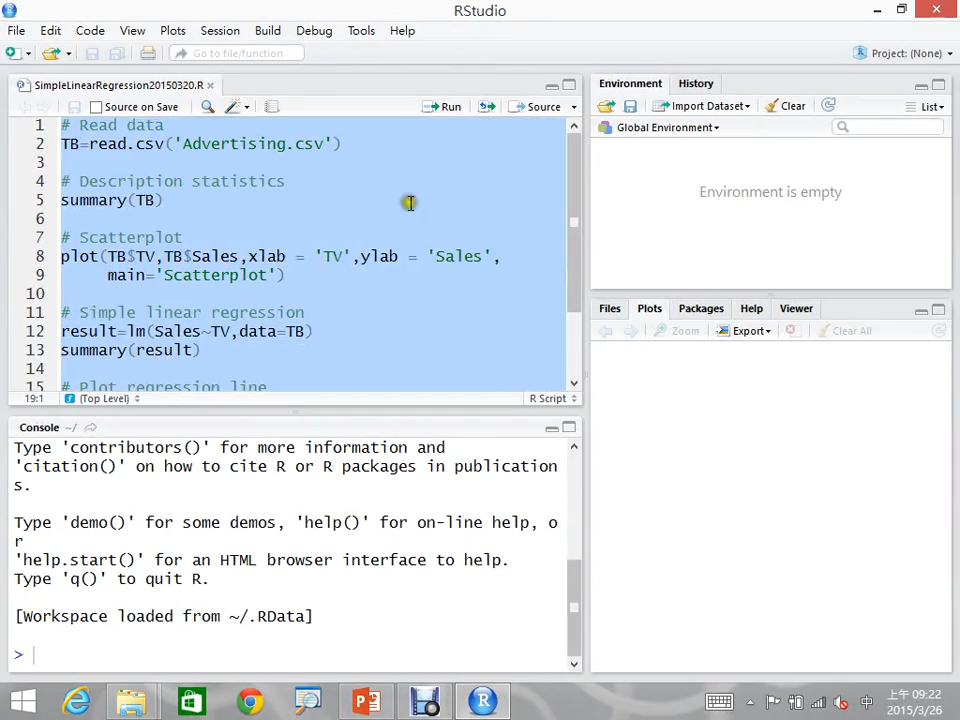 RStudio
File Edit Code View Plots Session Build Debug Tools Help
Go to file/function
Project: (None)
SimpleLinearRegression20150320.R
Source on Save
Run
Source
1 # Read data
2 TB=read.csv('Advertising.csv')
3
4 # Description statistics
5 summary(TB)
6
7 # Scatterplot
8 plot(TB$TV,TB$Sales,xlab = 'TV',ylab = 'Sales',
9 main='Scatterplot')
10
11 # Simple linear regression
12 result=lm(Sales~TV,data=TB)
13 summary(result)
14
15 # Plot regression line
19:1 (Top Level) R Script
Console ~/
Type 'contributors()' for more information and
'citation()' on how to cite R or R packages in publication
s.
Type 'demo()' for some demos, 'help()' for on-line help, o
r
'help.start()' for an HTML browser interface to help.
Type 'q()' to quit R.
[Workspace loaded from ~/.RData]
>
Environment History
Import Dataset Clear List
Global Environment
Environment is empty
Files Plots Packages Help Viewer
Zoom Export Clear All
中
上午 09:22
2015/3/26